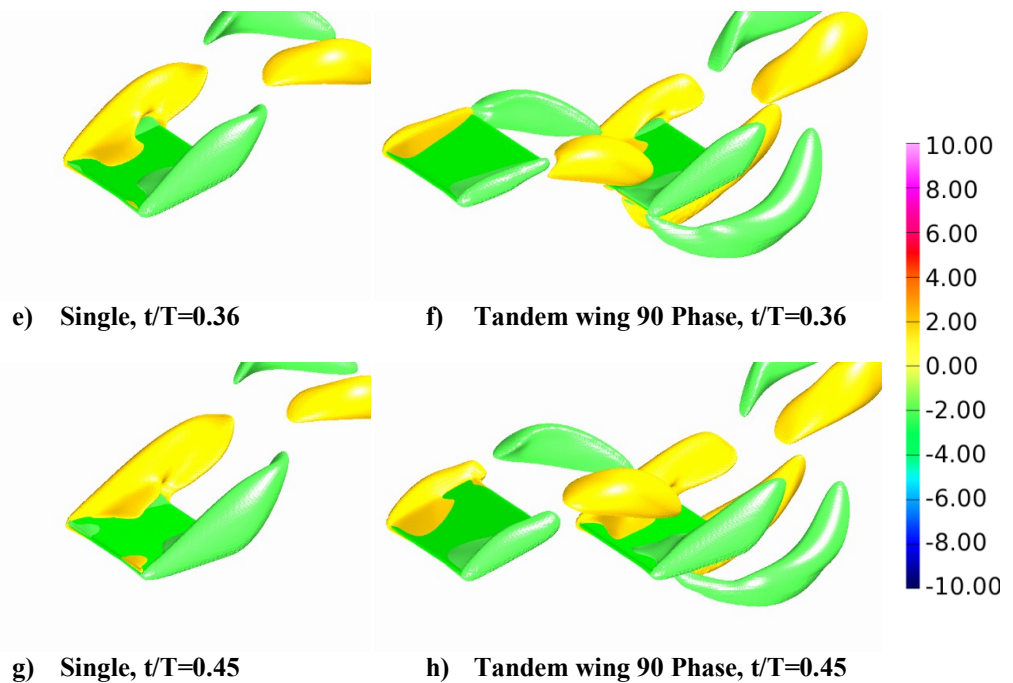 e) Single, t/T=0.36
f) Tandem wing 90 Phase, t/T=0.36
g) Single, t/T=0.45
h) Tandem wing 90 Phase, t/T=0.45
10.00
8.00
6.00
4.00
2.00
0.00
-2.00
-4.00
-6.00
-8.00
-10.00